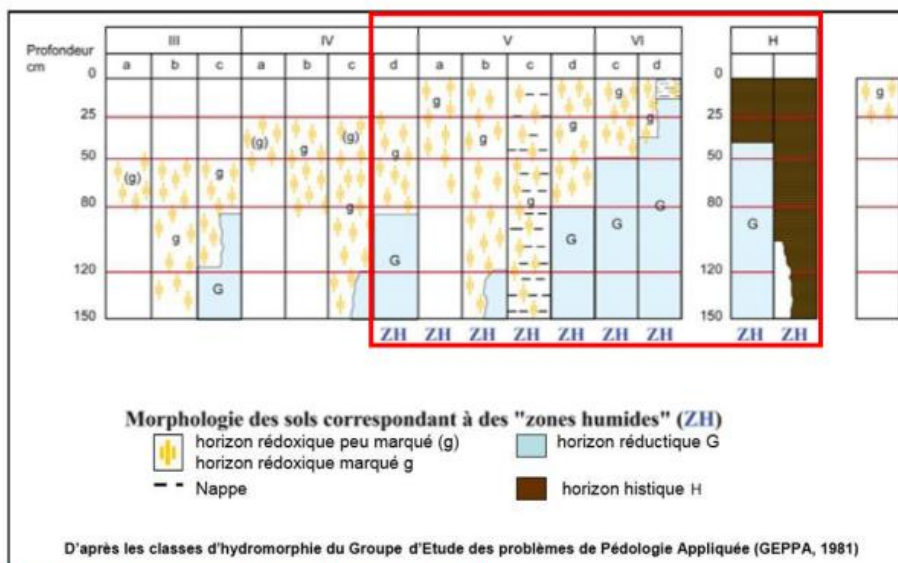 III IV V VI H
Profondeur
cm
a b c a b c d a b c d c d
0 0
25 25
50 50
80 80
120 120
150 150
(g) g g G g (g) g (g) g g G g g g g G g G g G G g
ZH ZH ZH ZH ZH ZH ZH ZH ZH
Morphologie des sols correspondant à des "zones humides" (ZH)
horizon rédoxique peu marqué (g)
horizon rédoxique marqué g
horizon réductique G
Nappe
horizon histique H
D'après les classes d'hydromorphie du Groupe d'Etude des problèmes de Pédologie Appliquée (GEPPA, 1981)